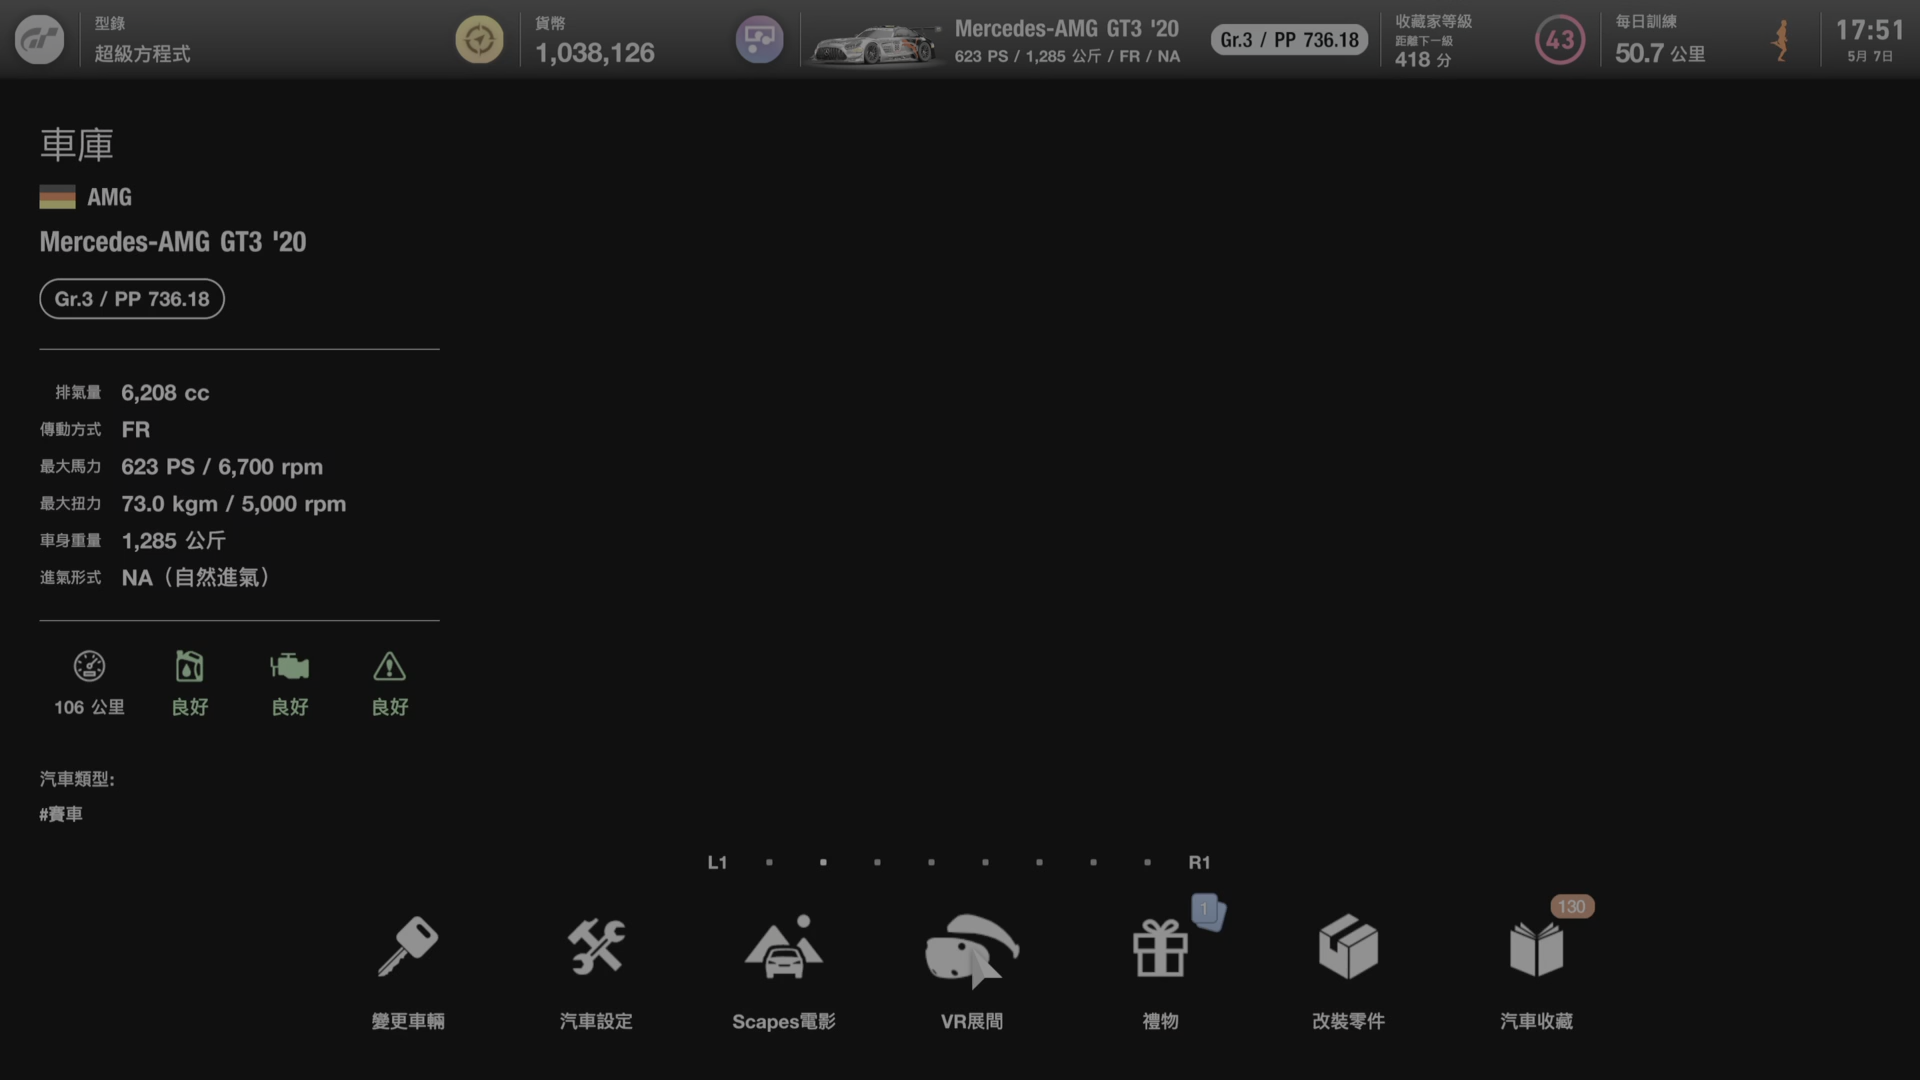 型錄
超級方程式
貨幣
1,038,126
Mercedes-AMG GT3 '20
623 PS / 1,285 公斤 / FR / NA
Gr.3 / PP 736.18
收藏家等級
距離下一級
418 分
43
每日訓練
50.7 公里
17:51
5月 7日
車庫
AMG
Mercedes-AMG GT3 '20
Gr.3 / PP 736.18
排氣量 6,208 cc
傳動方式 FR
最大馬力 623 PS / 6,700 rpm
最大扭力 73.0 kgm / 5,000 rpm
車身重量 1,285 公斤
進氣形式 NA（自然進氣）
106 公里 良好 良好 良好
汽車類型:
#賽車
L1 R1
1
130
變更車輛 汽車設定 Scapes電影 VR展間 禮物 改裝零件 汽車收藏